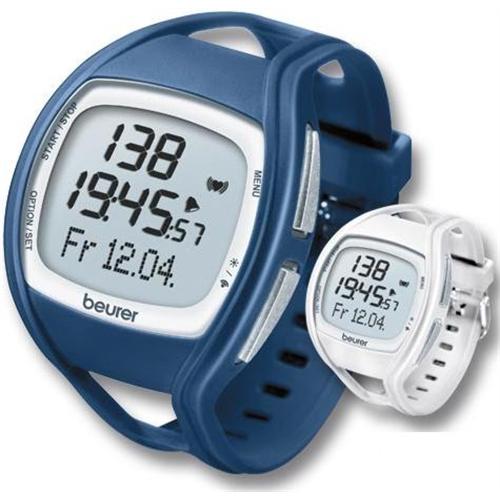 START / STOP
OPTION / SET
MENU
138
19:45:57
Fr 12.04.
beurer
138
19:45:57
Fr 12.04.
beurer